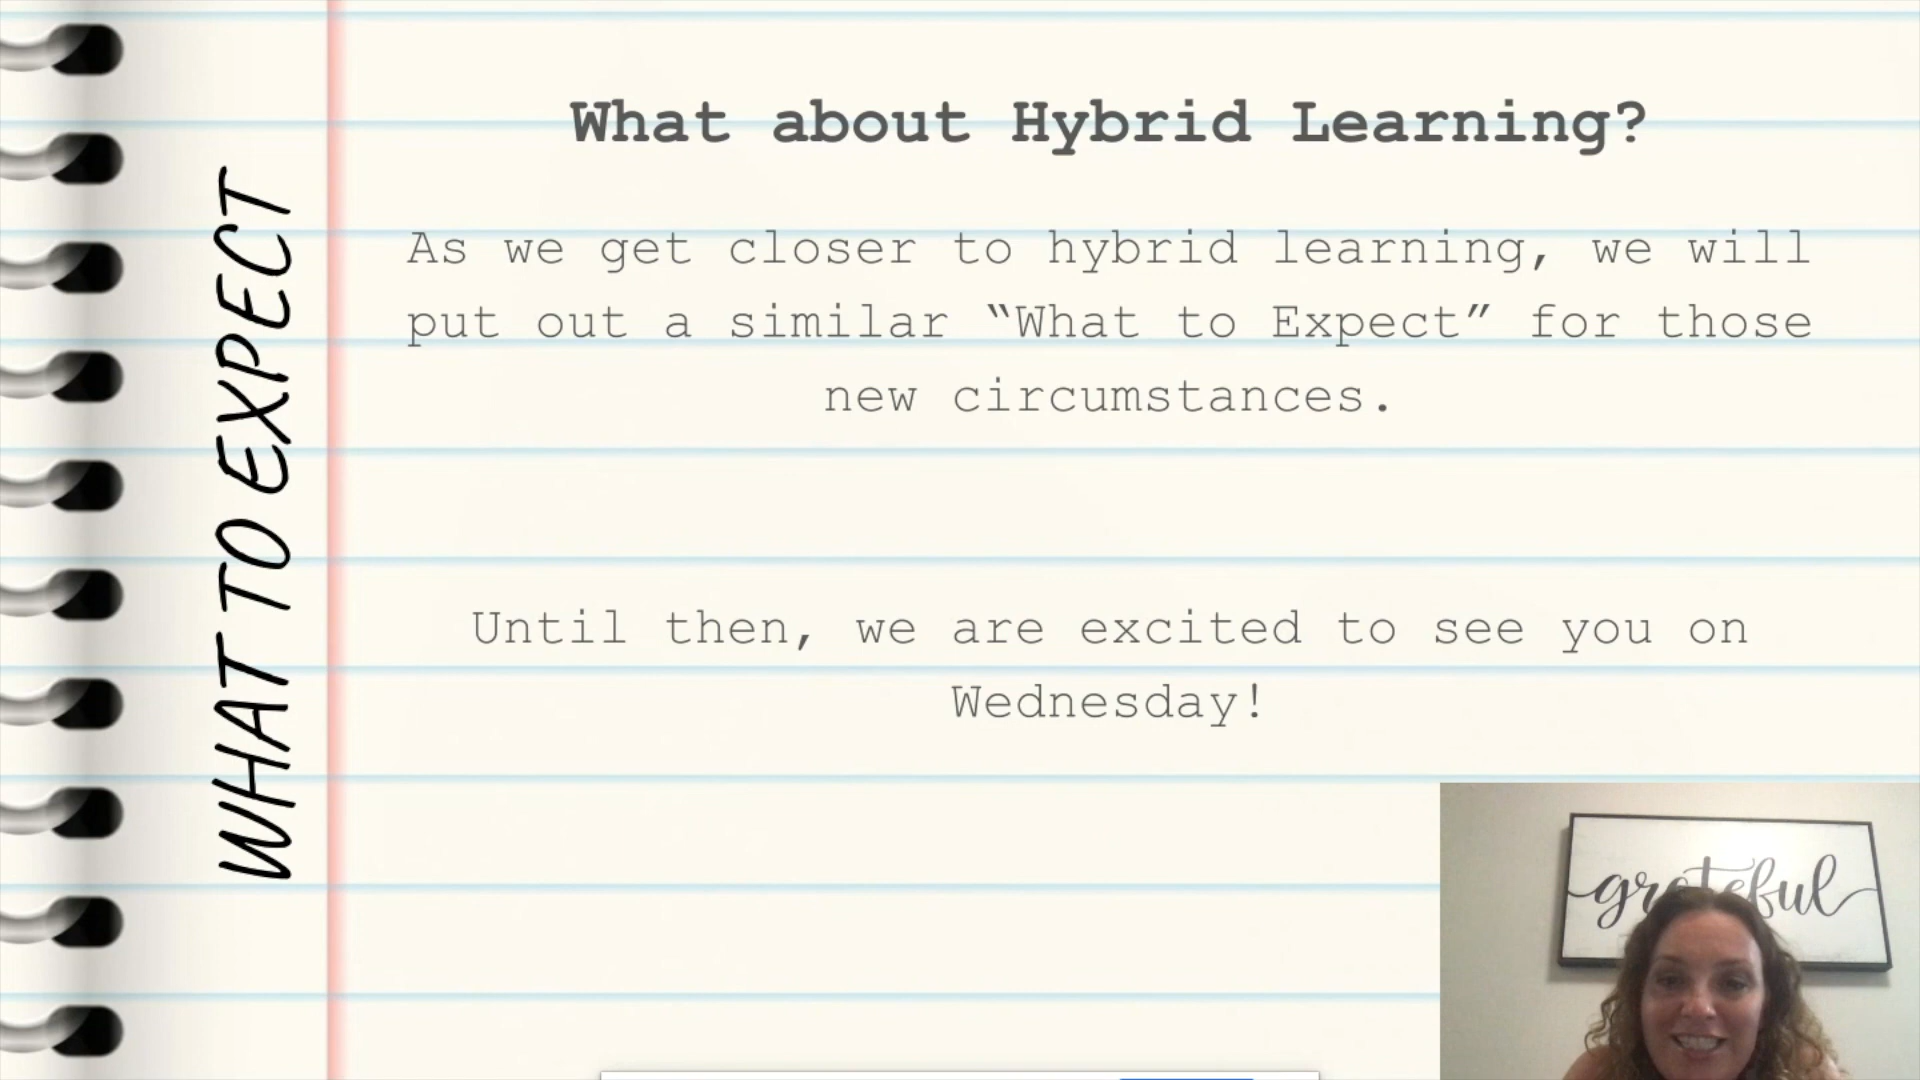 WHAT TO EXPECT
What about Hybrid Learning?
As we get closer to hybrid learning, we will
put out a similar “What to Expect” for those
new circumstances.
Until then, we are excited to see you on
Wednesday!
grateful